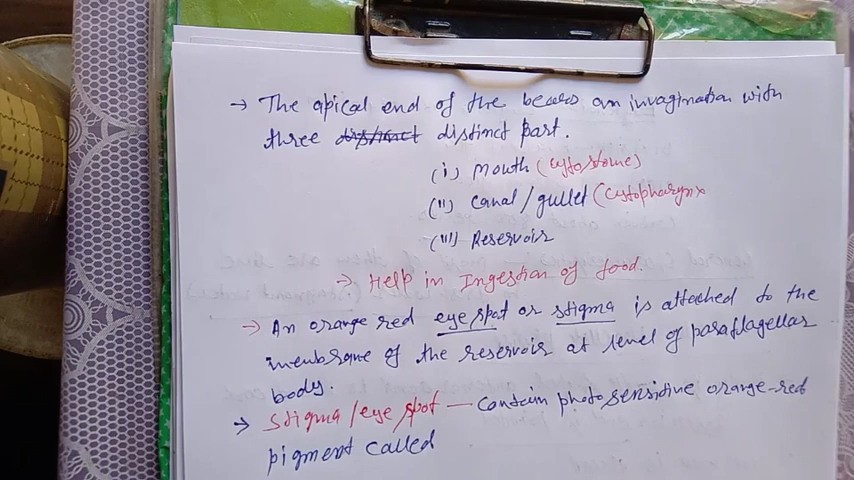 → The apical end of the bears an invagination with
three distinct distinct part.
(i) Mouth (cytostome)
(ii) Canal/gullet (Cytopharynx
(iii) Reservoir
→ Help in Ingestion of food.
→ An orange red eye spot or stigma is attached to the
membrane of the reservoir at level of paraflagellar
body.
→ Stigma/eye spot — contain photosensitive orange-red
pigment called